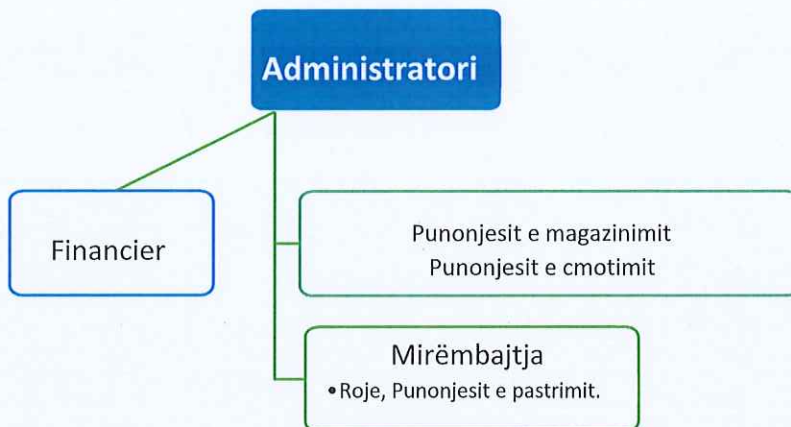 Administratori
Financier
Punonjesit e magazinimit
Punonjesit e cmotimit
Mirëmbajtja
•Roje, Punonjesit e pastrimit.